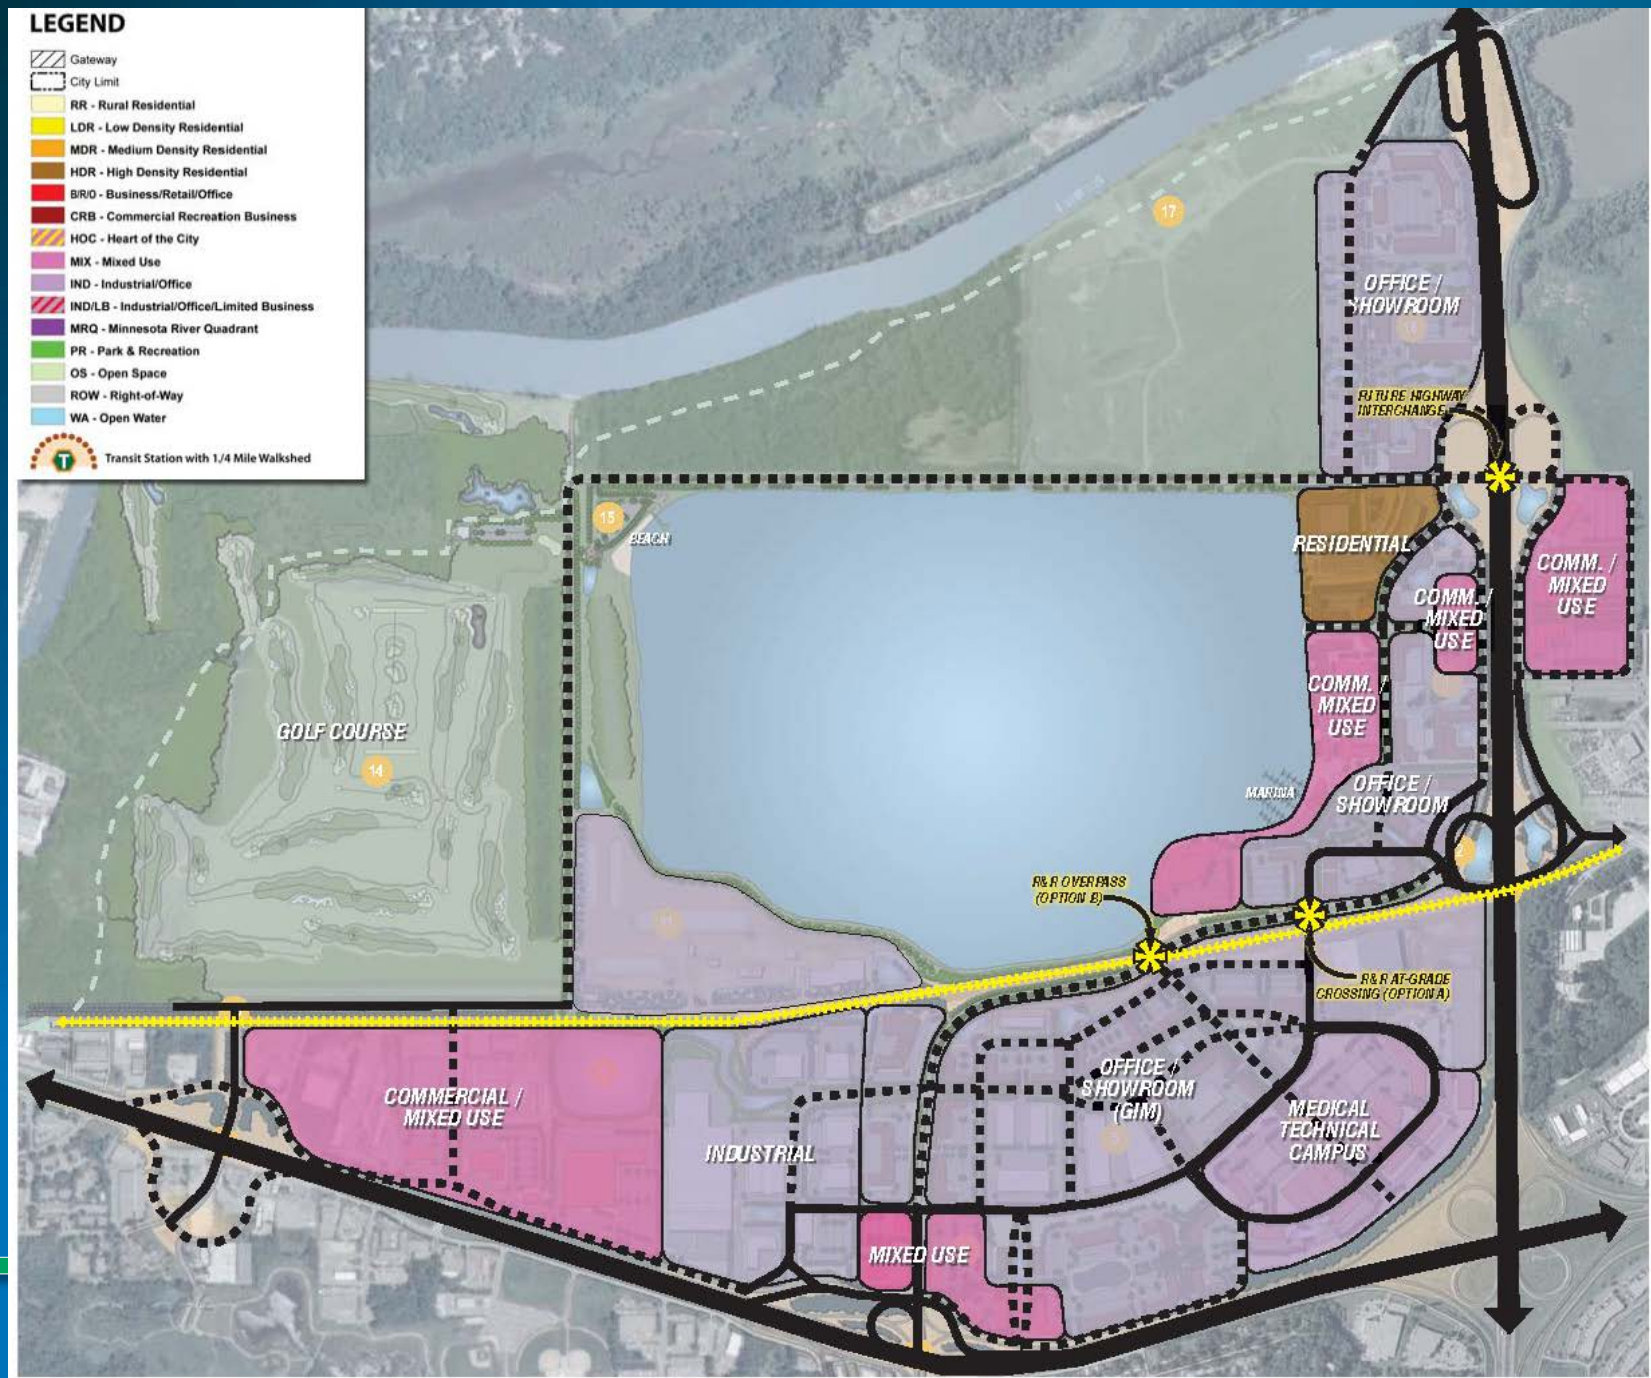 LEGEND
Gateway
City Limit
RR - Rural Residential
LDR - Low Density Residential
MDR - Medium Density Residential
HDR - High Density Residential
B/R/O - Business/Retail/Office
CRB - Commercial Recreation Business
HOC - Heart of the City
MIX - Mixed Use
IND - Industrial/Office
IND/LB - Industrial/Office/Limited Business
MRQ - Minnesota River Quadrant
PR - Park & Recreation
OS - Open Space
ROW - Right-of-Way
WA - Open Water
T
Transit Station with 1/4 Mile Walkshed
17
OFFICE /
SHOWROOM
FUTURE HIGHWAY
INTERCHANGE
15
BEACH
RESIDENTIAL
COMM. /
MIXED
USE
COMM. /
MIXED
USE
COMM. /
MIXED
USE
GOLF COURSE
14
MARINA
OFFICE /
SHOWROOM
2
R&R OVERPASS
(OPTION B)
R&R AT-GRADE
CROSSING (OPTION A)
COMMERCIAL /
MIXED USE
INDUSTRIAL
OFFICE /
SHOWROOM
(GIM)
MEDICAL
TECHNICAL
CAMPUS
MIXED USE